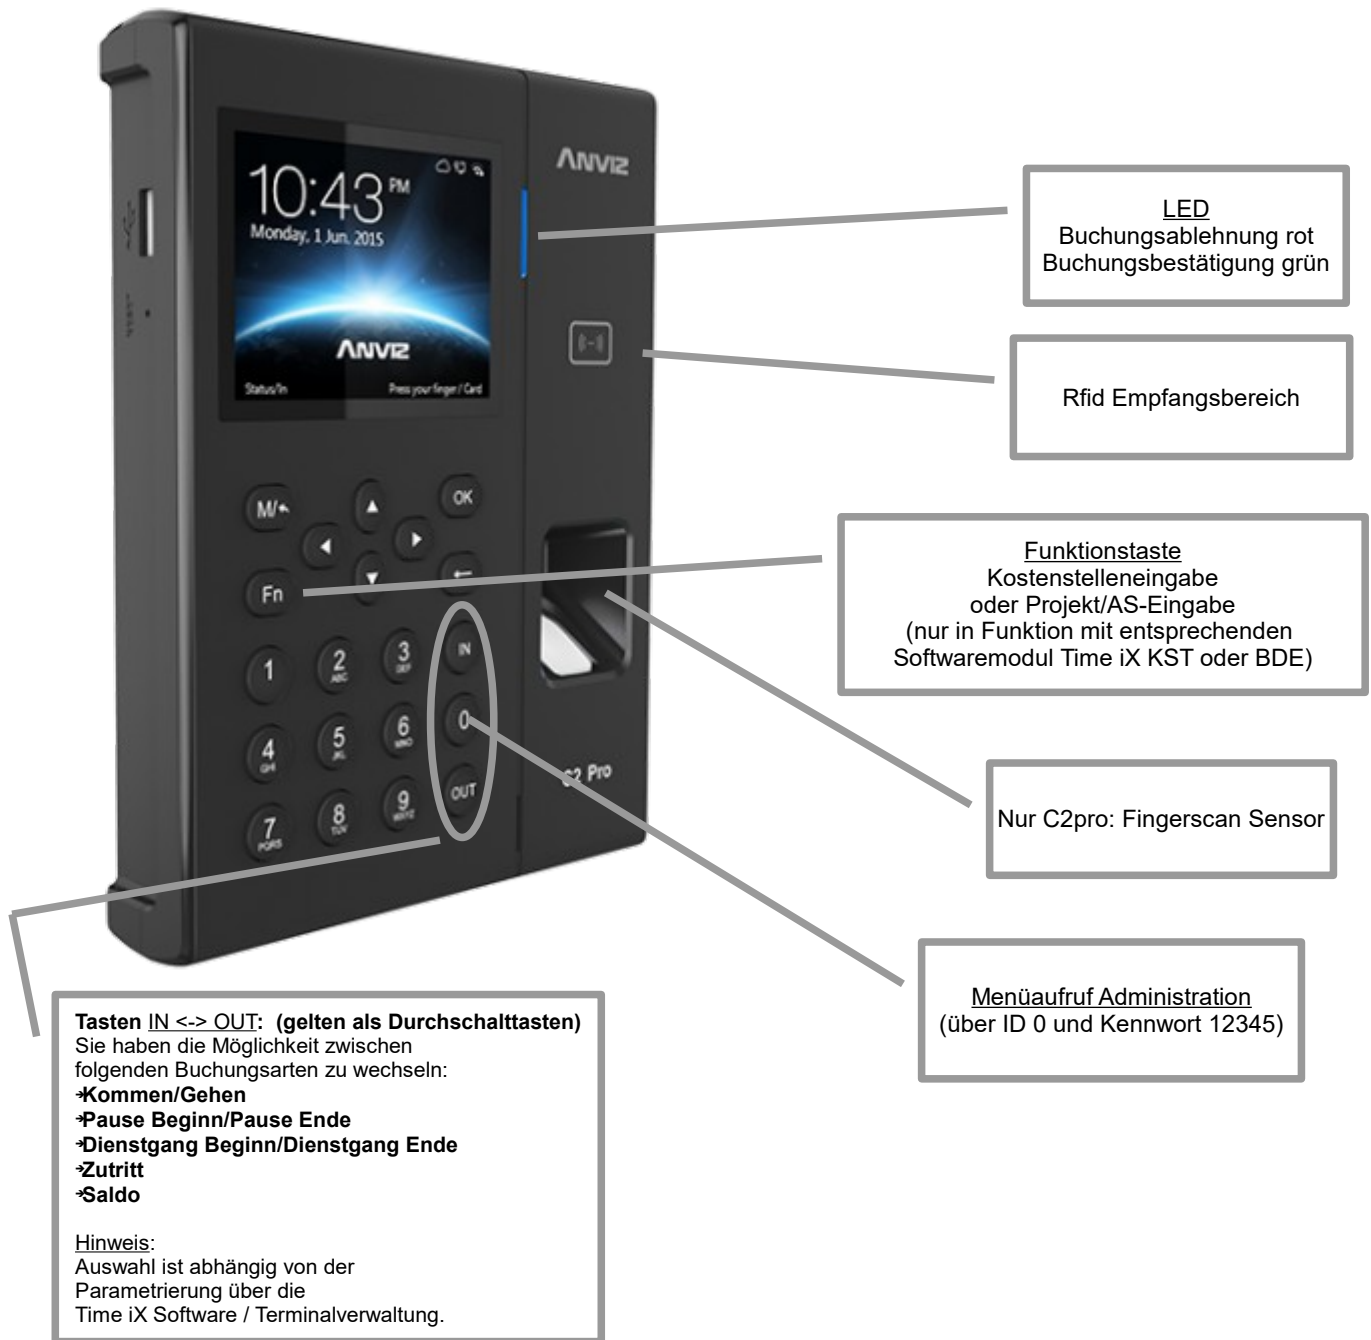 10:43 PM
Monday, 1 Jun. 2015
ANVIZ
Status/In
Press your finger / Card
ANVIZ
M/
OK
Fn
1
2
ABC
3
DEF
IN
4
GHI
5
JKL
6
MNO
0
7
PQRS
8
TUV
9
WXYZ
OUT
C2 Pro
LED
Buchungsablehnung rot
Buchungsbestätigung grün
Rfid Empfangsbereich
Funktionstaste
Kostenstelleneingabe
oder Projekt/AS-Eingabe
(nur in Funktion mit entsprechenden
Softwaremodul Time iX KST oder BDE)
Nur C2pro: Fingerscan Sensor
Menüaufruf Administration
(über ID 0 und Kennwort 12345)
Tasten IN <-> OUT: (gelten als Durchschalttasten)
Sie haben die Möglichkeit zwischen
folgenden Buchungsarten zu wechseln:
➔Kommen/Gehen
➔Pause Beginn/Pause Ende
➔Dienstgang Beginn/Dienstgang Ende
➔Zutritt
➔Saldo
Hinweis:
Auswahl ist abhängig von der
Parametrierung über die
Time iX Software / Terminalverwaltung.